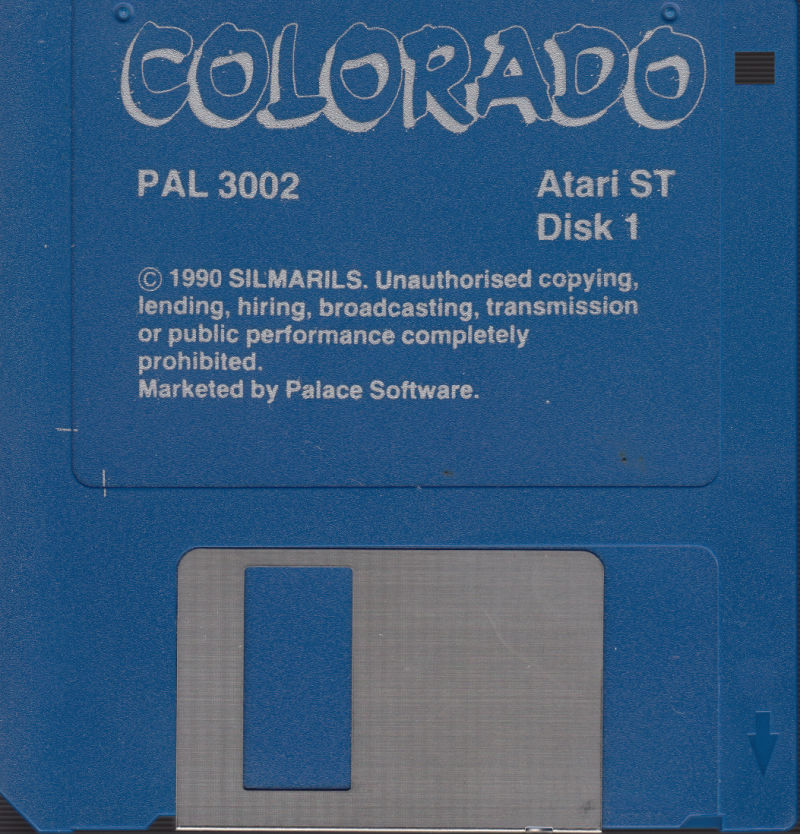 COLORADO
PAL 3002
Atari ST
Disk 1
© 1990 SILMARILS. Unauthorised copying,
lending, hiring, broadcasting, transmission
or public performance completely
prohibited.
Marketed by Palace Software.